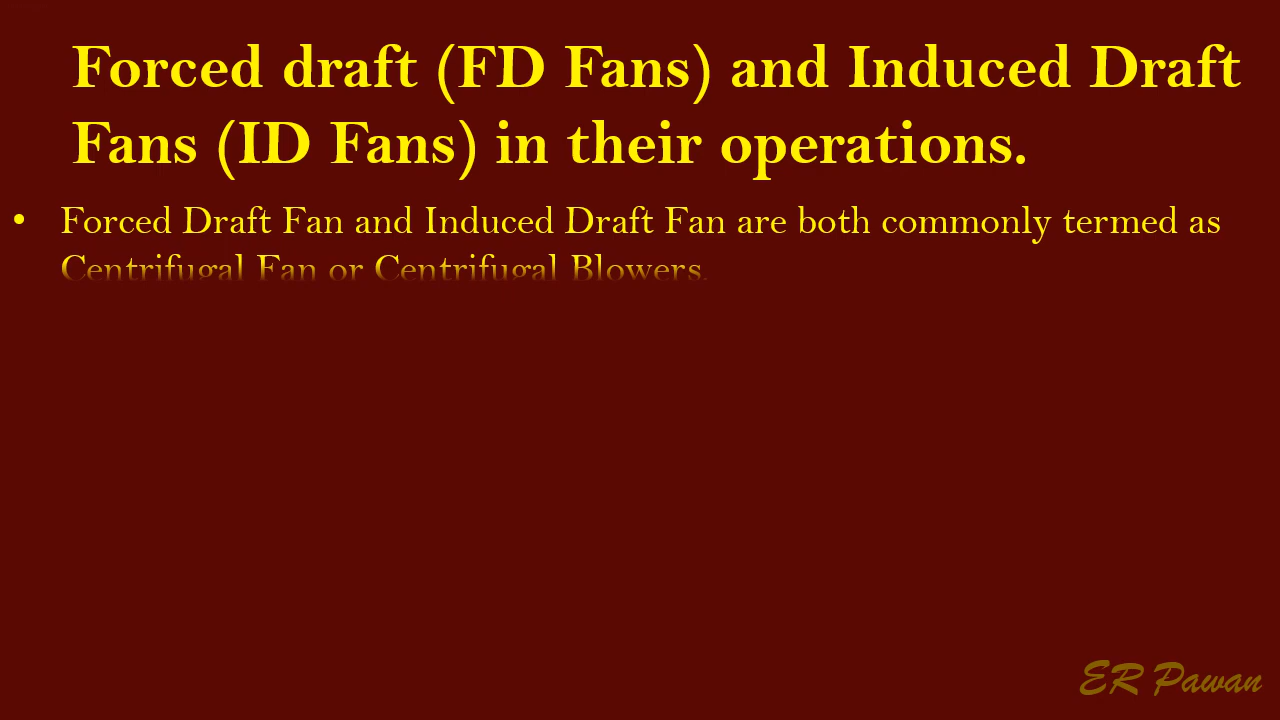 Forced draft (FD Fans) and Induced Draft
Fans (ID Fans) in their operations.
• Forced Draft Fan and Induced Draft Fan are both commonly termed as
Centrifugal Fan or Centrifugal Blowers.
ER Pawan